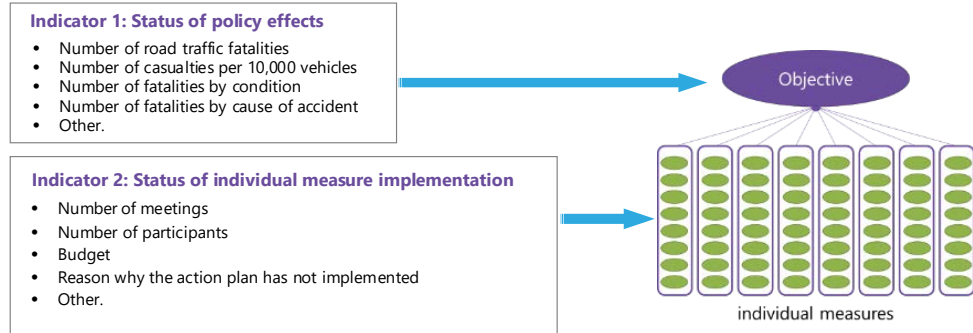 Indicator 1: Status of policy effects
• Number of road traffic fatalities
• Number of casualties per 10,000 vehicles
• Number of fatalities by condition
• Number of fatalities by cause of accident
• Other.
Objective
Indicator 2: Status of individual measure implementation
• Number of meetings
• Number of participants
• Budget
• Reason why the action plan has not implemented
• Other.
individual measures